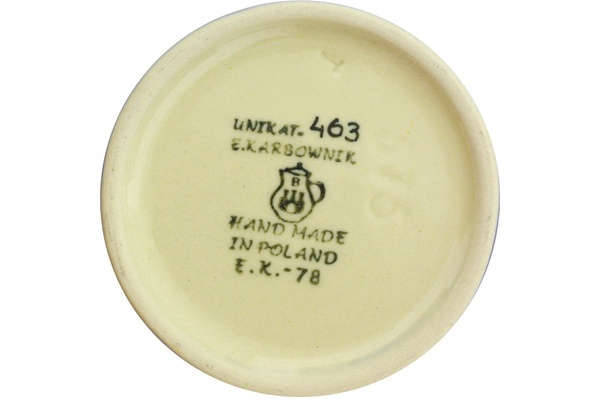 UNIKAT. 463
E.KARBOWNIK
B
HAND MADE
IN POLAND
E.K.-78